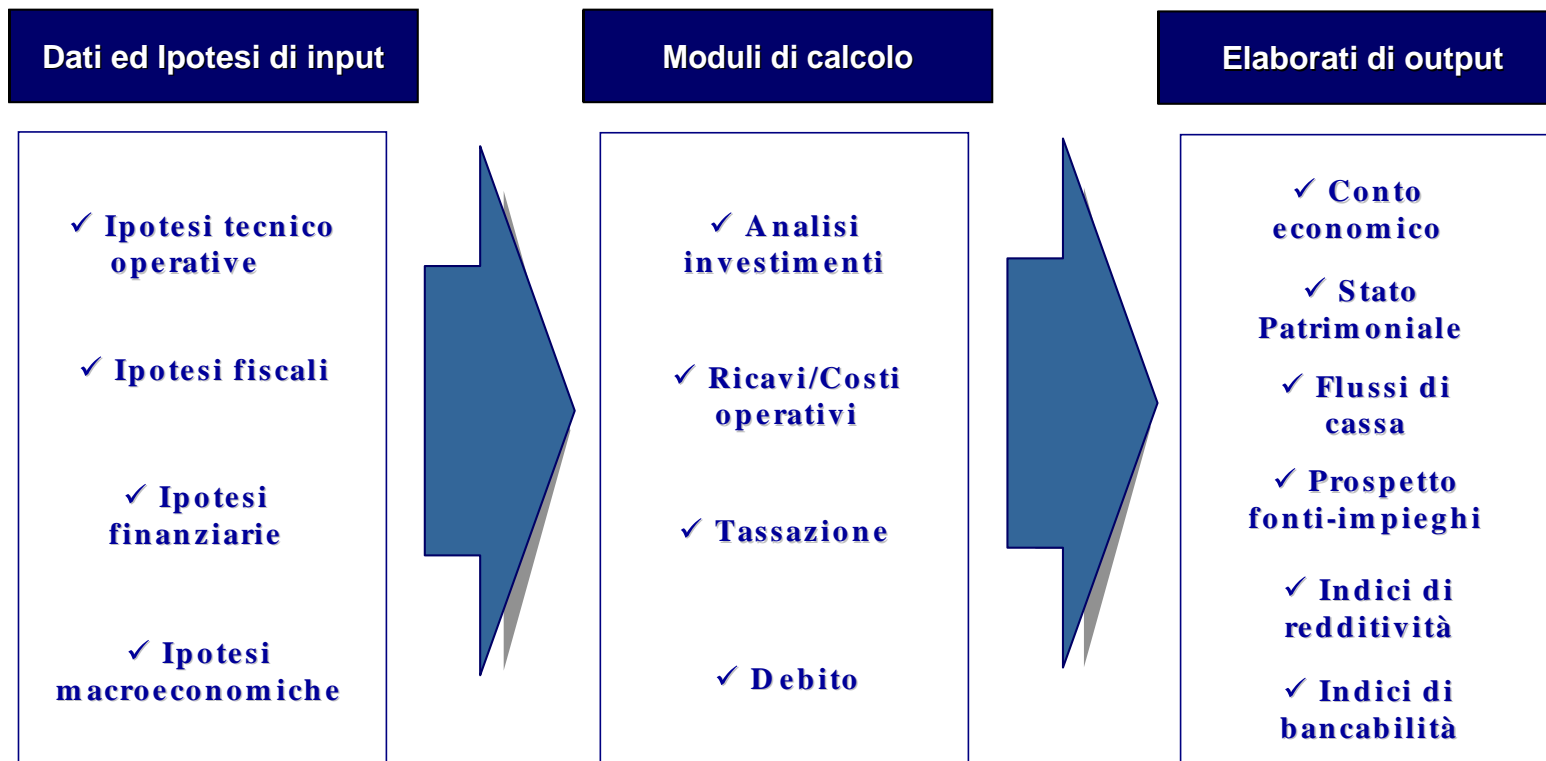 Dati ed Ipotesi di input
✓ Ipotesi tecnico
operative
✓ Ipotesi fiscali
✓ Ipotesi
finanziarie
✓ Ipotesi
macroeconomiche
Moduli di calcolo
✓ Analisi
investimenti
✓ Ricavi/Costi
operativi
✓ Tassazione
✓ Debito
Elaborati di output
✓ Conto
economico
✓ Stato
Patrimoniale
✓ Flussi di
cassa
✓ Prospetto
fonti-impieghi
✓ Indici di
redditività
✓ Indici di
bancabilità